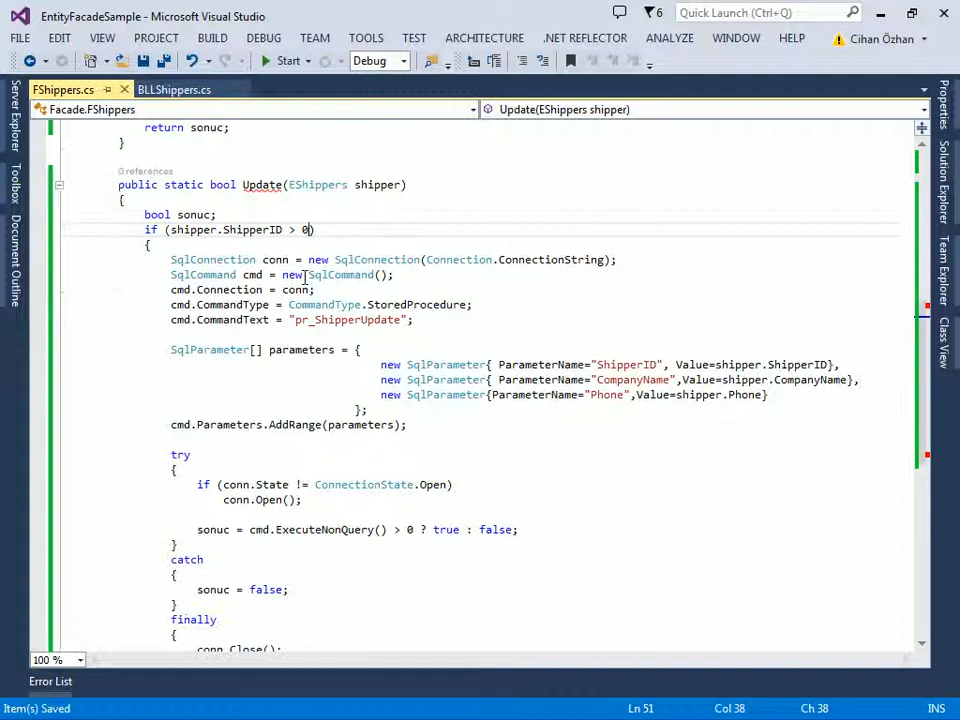 EntityFacadeSample - Microsoft Visual Studio
6
Quick Launch (Ctrl+Q)
FILE EDIT VIEW PROJECT BUILD DEBUG TEAM TOOLS TEST ARCHITECTURE .NET REFLECTOR ANALYZE WINDOW HELP Cihan Özhan
Start Debug
FShippers.cs BLLShippers.cs
Facade.FShippers Update(EShippers shipper)
Server Explorer
Toolbox
Document Outline
return sonuc;
}
0 references
public static bool Update(EShippers shipper)
{
bool sonuc;
if (shipper.ShipperID > 0)
{
SqlConnection conn = new SqlConnection(Connection.ConnectionString);
SqlCommand cmd = new SqlCommand();
cmd.Connection = conn;
cmd.CommandType = CommandType.StoredProcedure;
cmd.CommandText = "pr_ShipperUpdate";
SqlParameter[] parameters = {
new SqlParameter{ ParameterName="ShipperID", Value=shipper.ShipperID},
new SqlParameter{ ParameterName="CompanyName",Value=shipper.CompanyName},
new SqlParameter{ParameterName="Phone",Value=shipper.Phone}
};
cmd.Parameters.AddRange(parameters);
try
{
if (conn.State != ConnectionState.Open)
conn.Open();
sonuc = cmd.ExecuteNonQuery() > 0 ? true : false;
}
catch
{
sonuc = false;
}
finally
{
conn.Close();
Properties
Solution Explorer
Team Explorer
Class View
100 %
Error List
Item(s) Saved Ln 51 Col 38 Ch 38 INS